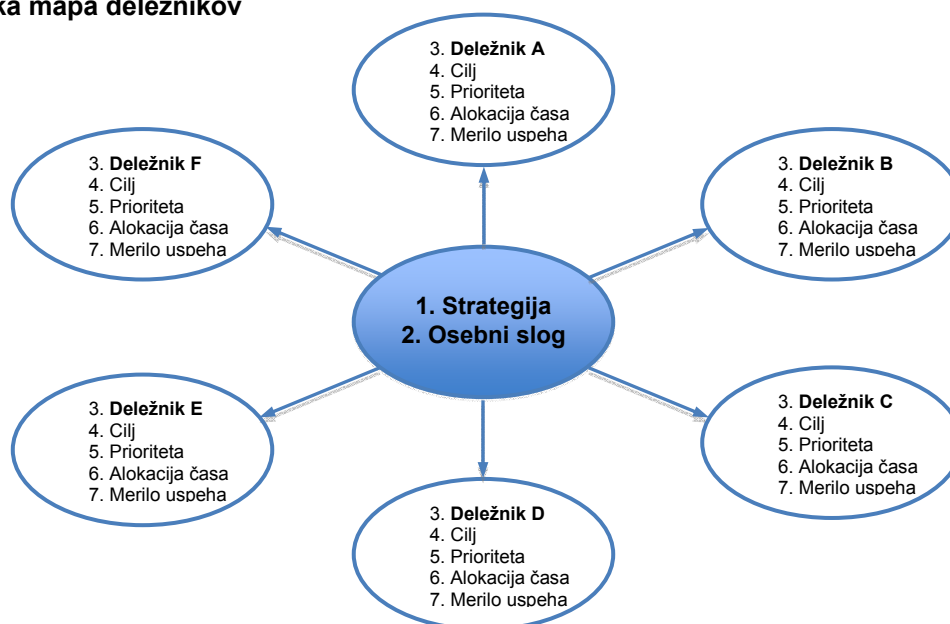 mapa deležnikov
3. Deležnik A
4. Cilj
5. Prioriteta
6. Alokacija časa
7. Merilo uspeha
3. Deležnik F
4. Cilj
5. Prioriteta
6. Alokacija časa
7. Merilo uspeha
3. Deležnik B
4. Cilj
5. Prioriteta
6. Alokacija časa
7. Merilo uspeha
1. Strategija
2. Osebni slog
3. Deležnik E
4. Cilj
5. Prioriteta
6. Alokacija časa
7. Merilo uspeha
3. Deležnik C
4. Cilj
5. Prioriteta
6. Alokacija časa
7. Merilo uspeha
3. Deležnik D
4. Cilj
5. Prioriteta
6. Alokacija časa
7. Merilo uspeha